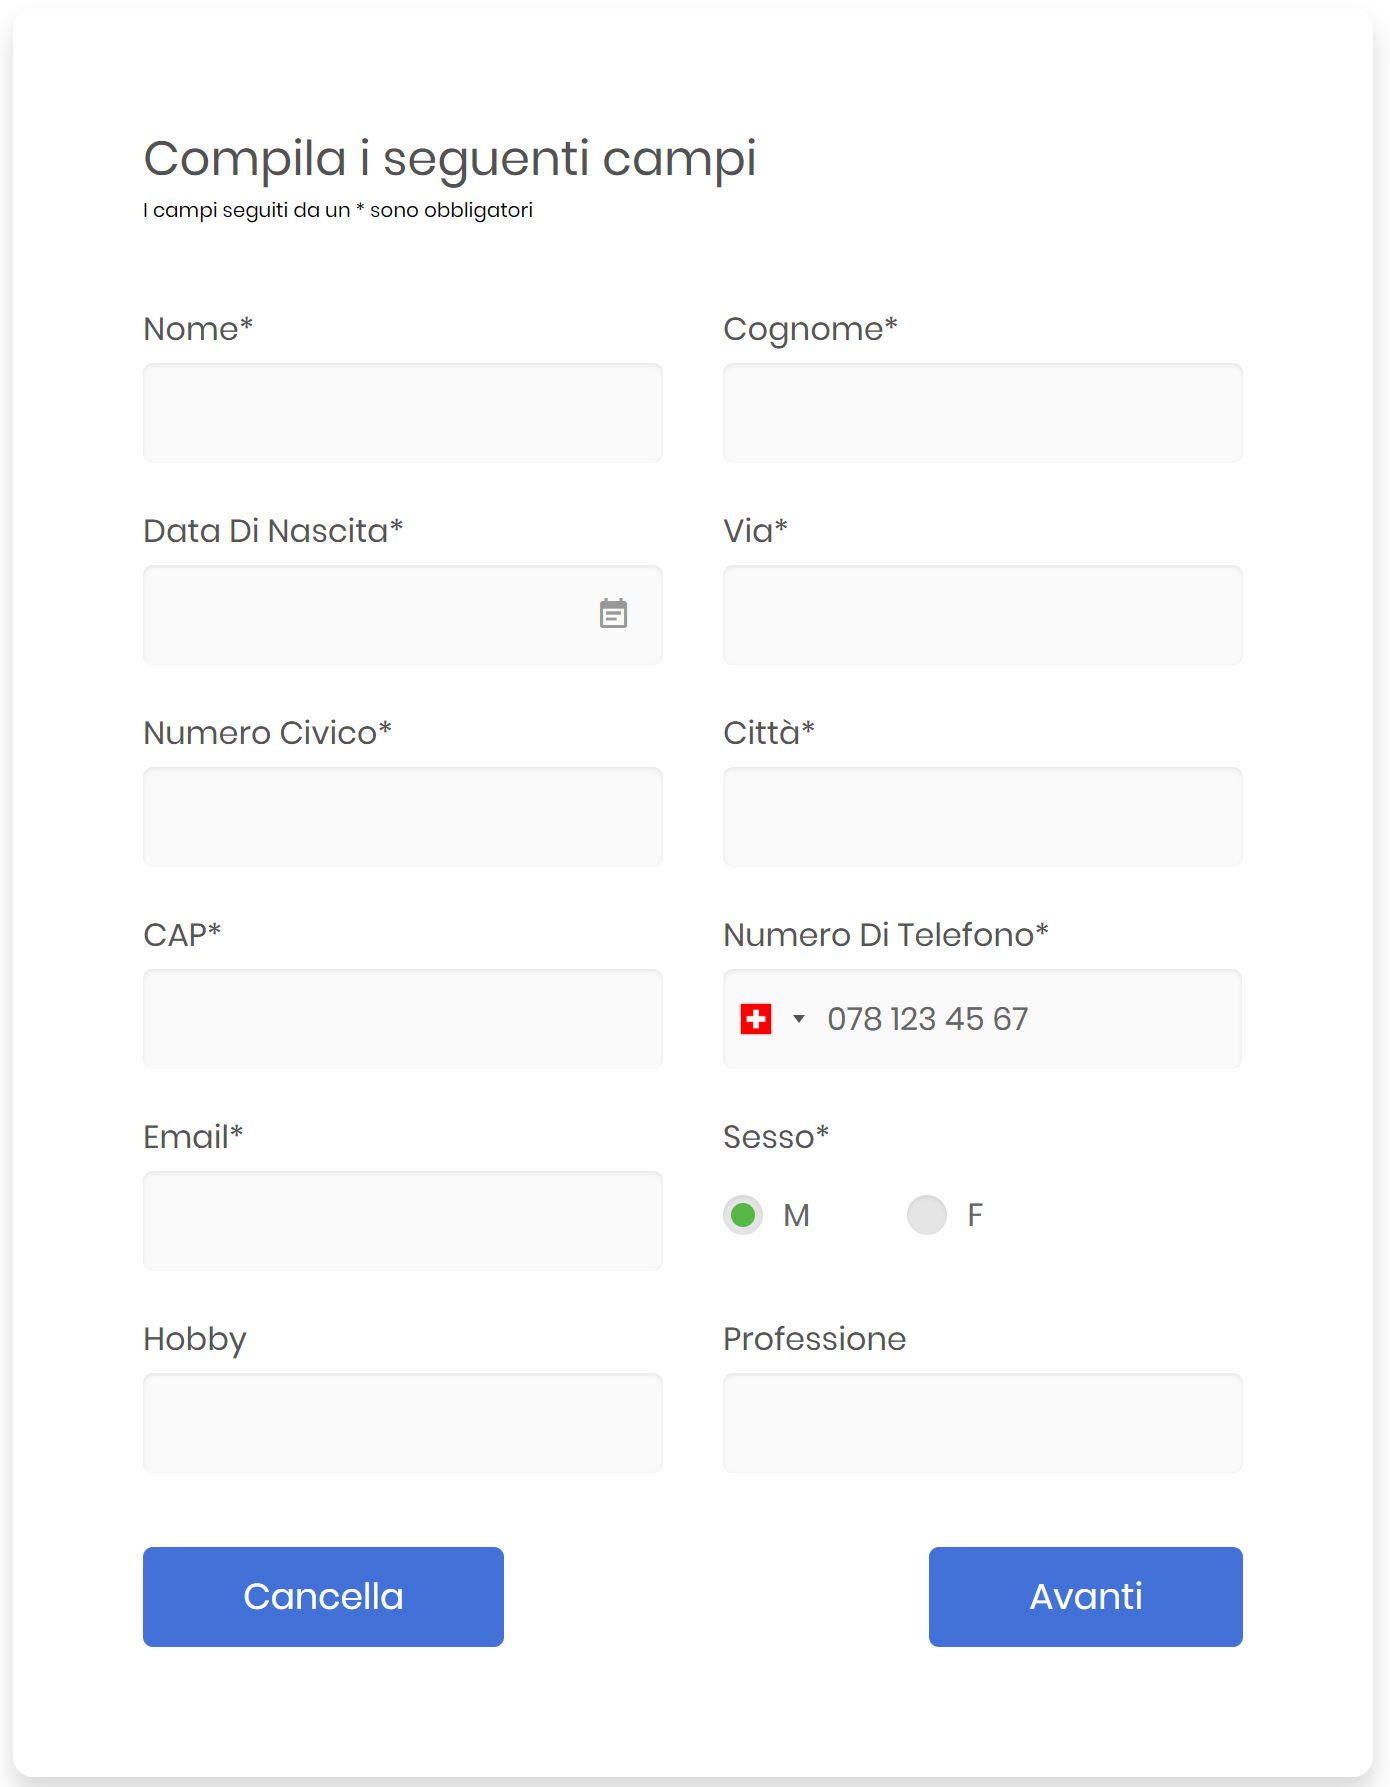 Compila i seguenti campi
I campi seguiti da un * sono obbligatori
Nome*
Cognome*
Data Di Nascita*
Via*
Numero Civico*
Città*
CAP*
Numero Di Telefono*
078 123 45 67
Email*
Sesso*
M
F
Hobby
Professione
Cancella
Avanti